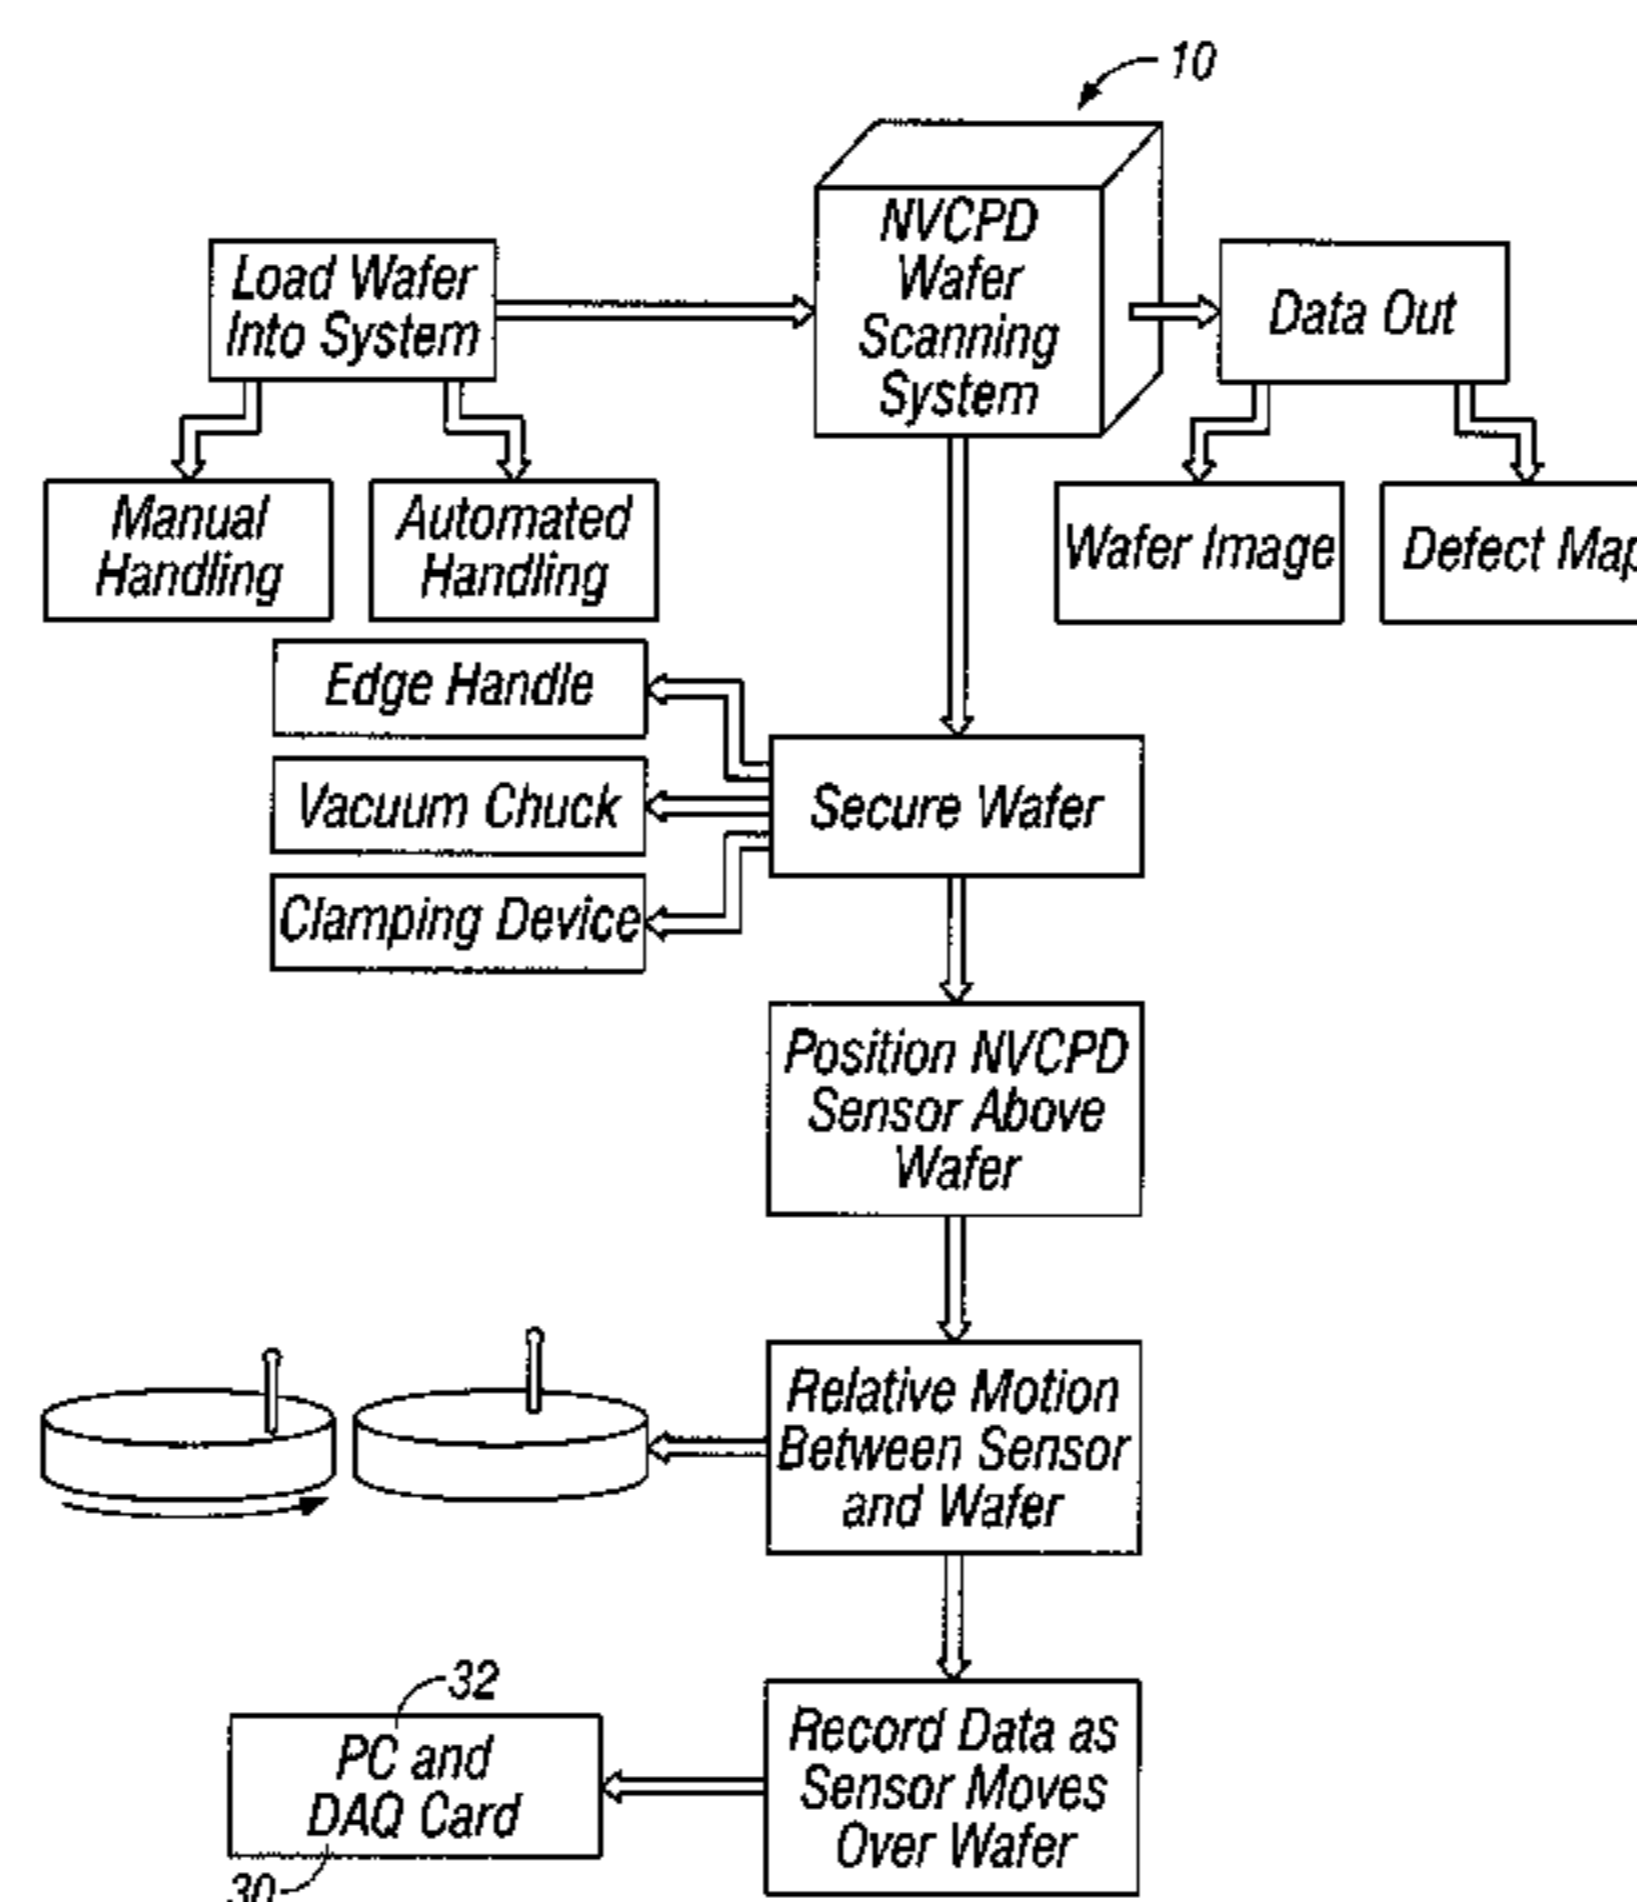 10
NVCPD
Wafer
Scanning
System
Load Wafer
Into System
Data Out
Manual
Handling
Automated
Handling
Wafer Image
Defect Map
Edge Handle
Vacuum Chuck
Clamping Device
Secure Wafer
Position NVCPD
Sensor Above
Wafer
Relative Motion
Between Sensor
and Wafer
32
PC and
DAQ Card
30
Record Data as
Sensor Moves
Over Wafer